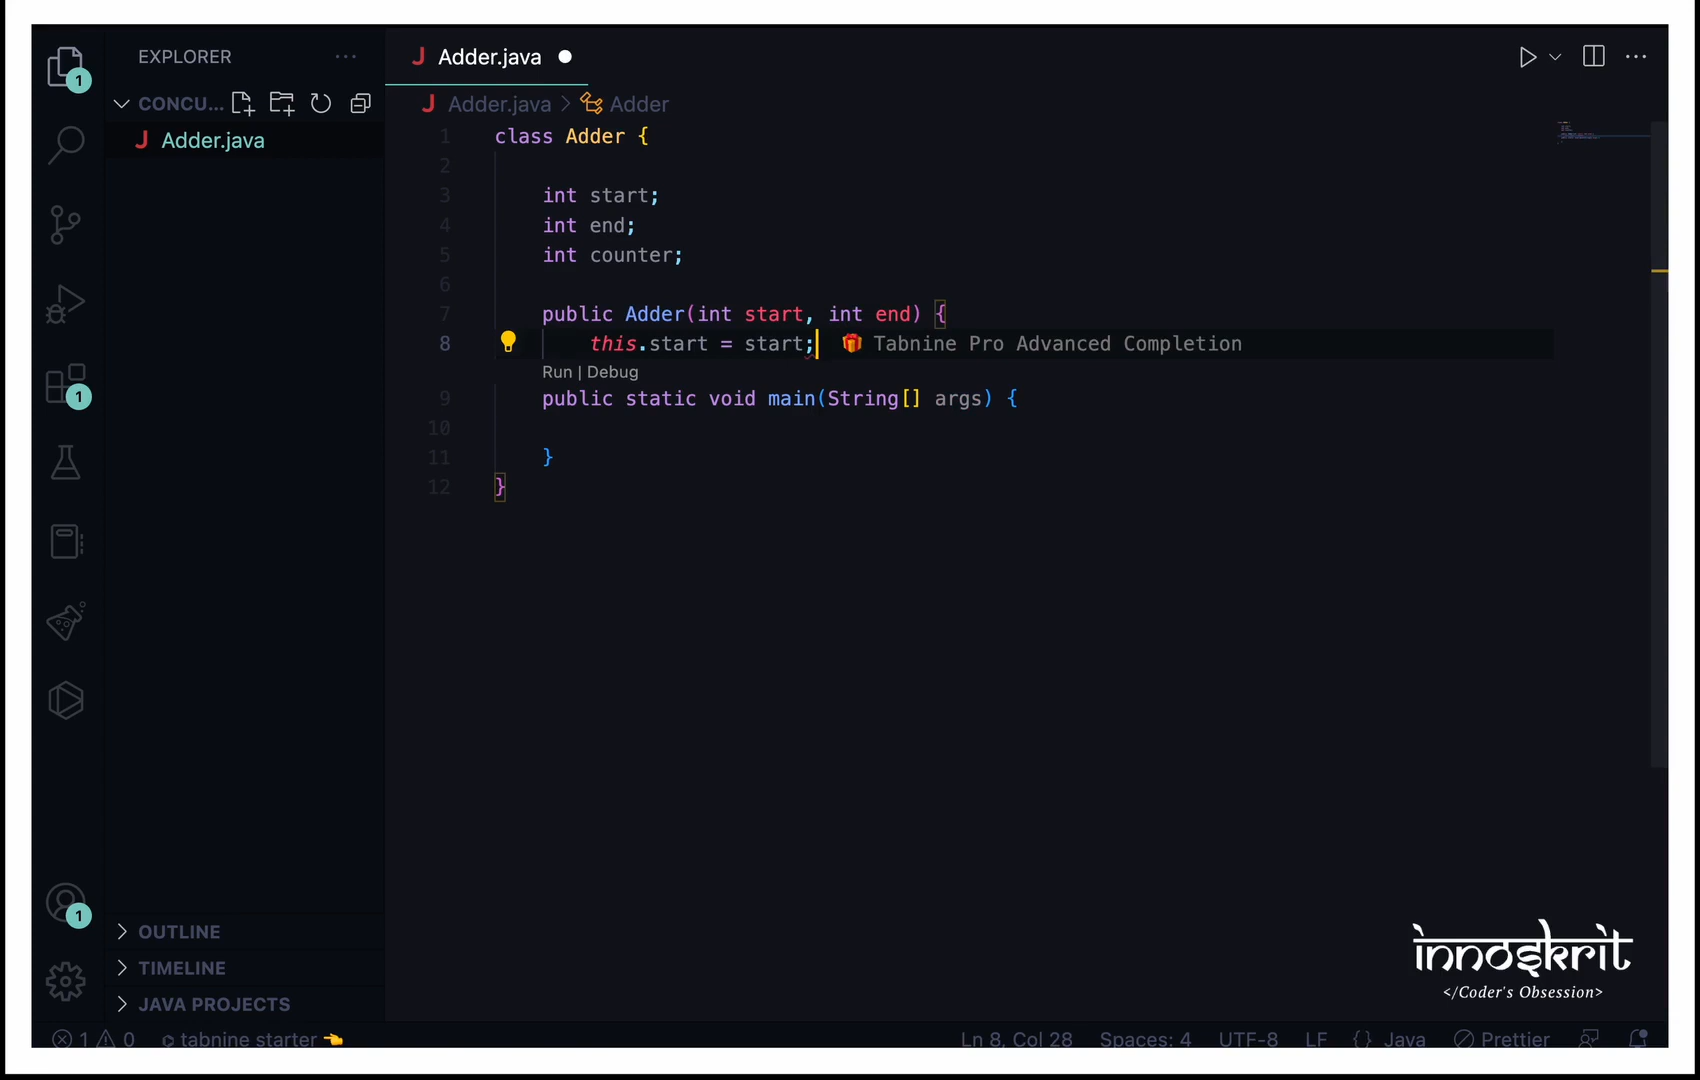 EXPLORER
J Adder.java
CONCU...
J Adder.java > Adder
J Adder.java
1 class Adder {
2
3 int start;
4 int end;
5 int counter;
6
7 public Adder(int start, int end) {
8 this.start = start; Tabnine Pro Advanced Completion
Run | Debug
9 public static void main(String[] args) {
10
11 }
12 }
1
1
1
OUTLINE
TIMELINE
JAVA PROJECTS
innoskrit
</Coder's Obsession>
1 0 tabnine starter Ln 8, Col 28 Spaces: 4 UTF-8 LF {} Java Prettier